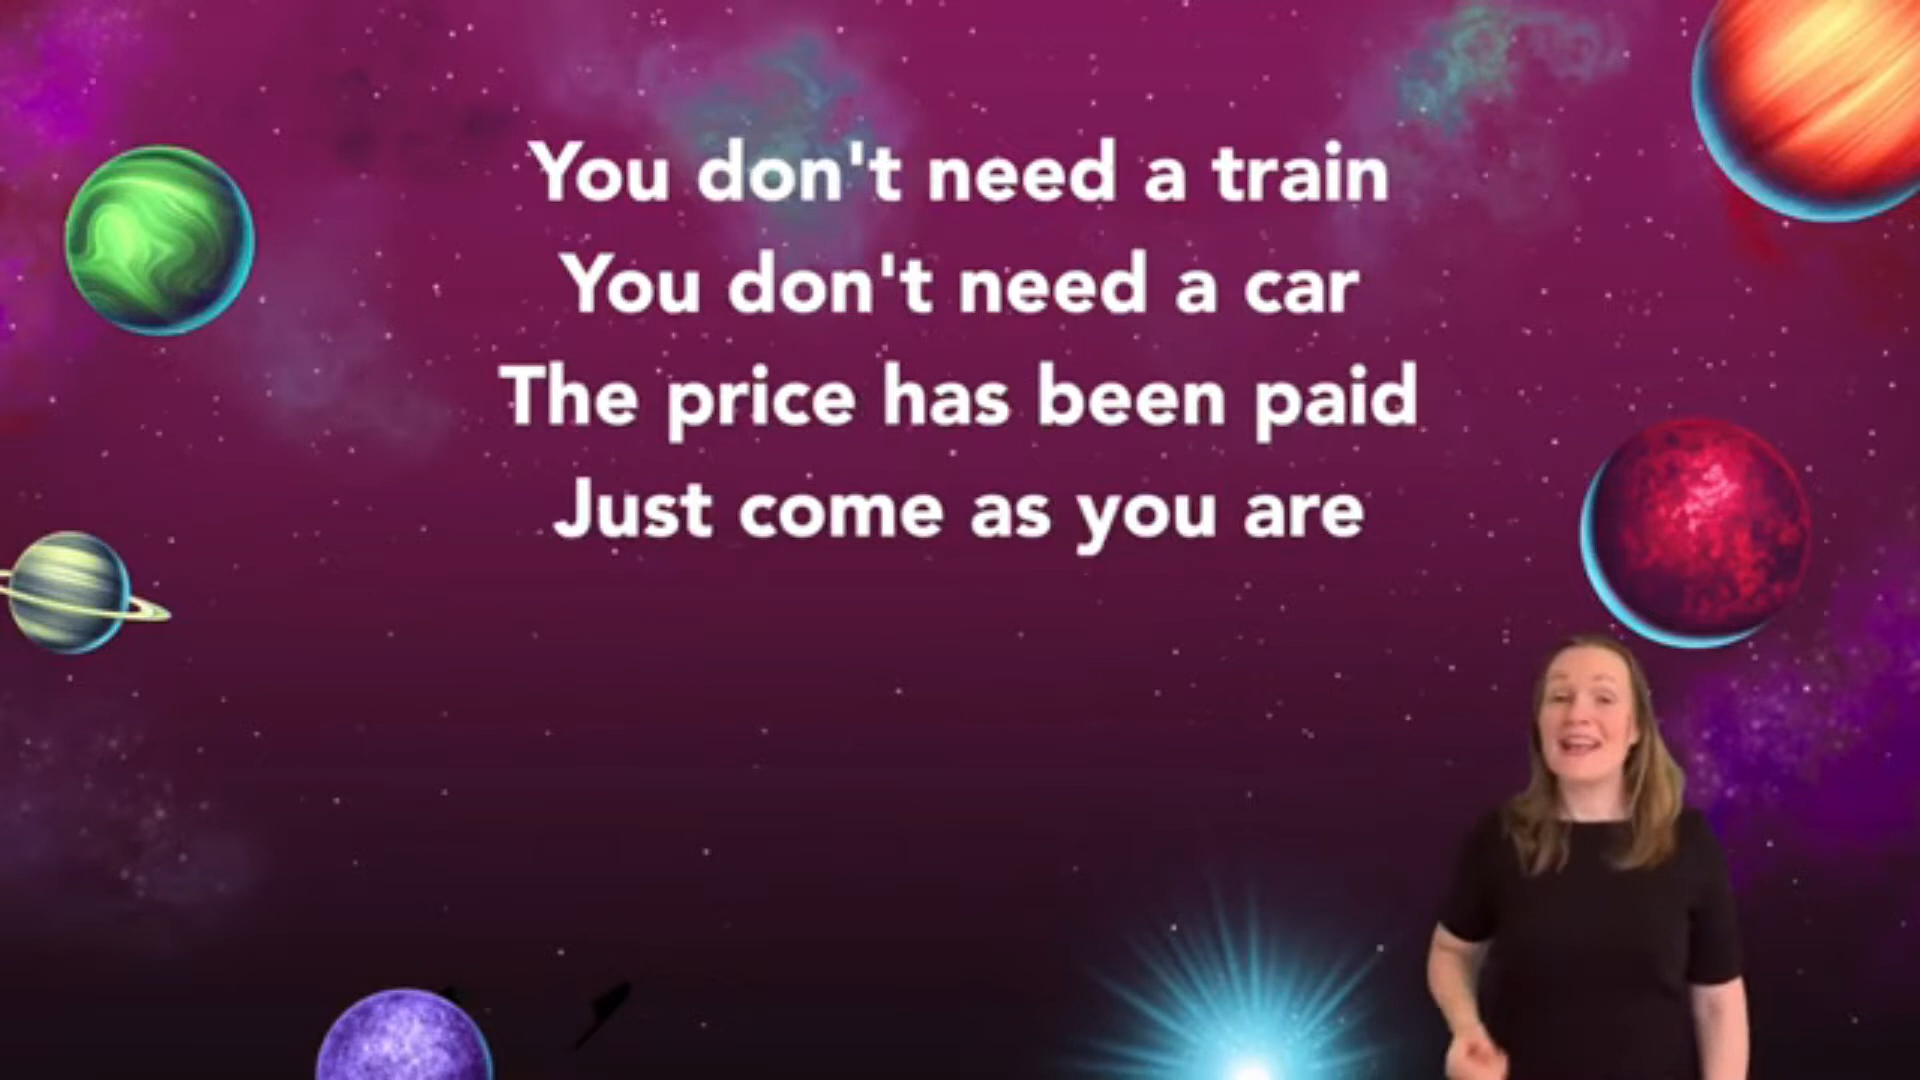 You don't need a train
You don't need a car
The price has been paid
Just come as you are